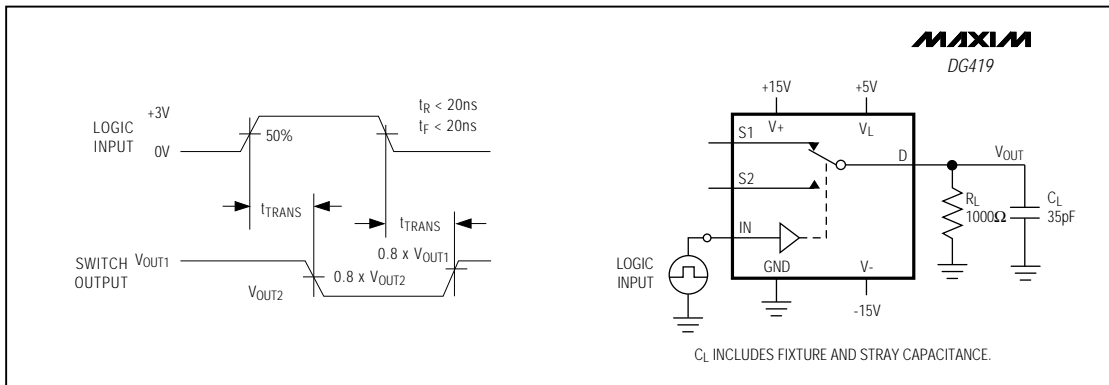 +3V
LOGIC
INPUT
0V
50%
tR < 20ns
tF < 20ns
tTRANS
tTRANS
0.8 x VOUT1
SWITCH
OUTPUT
VOUT1
VOUT2
0.8 x VOUT2
MAXIM
DG419
+15V
+5V
V+
VL
S1
S2
D
VOUT
RL
1000Ω
CL
35pF
IN
LOGIC
INPUT
GND
V-
-15V
CL INCLUDES FIXTURE AND STRAY CAPACITANCE.